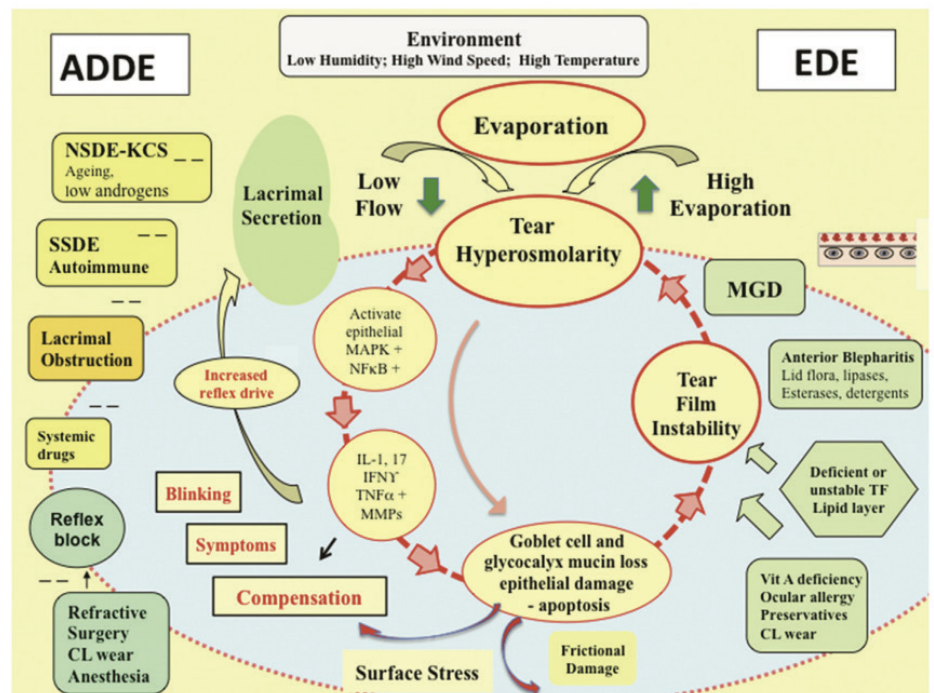 ADDE
Environment
Low Humidity; High Wind Speed; High Temperature
EDE
Evaporation
NSDE-KCS
Ageing,
low androgens
Lacrimal
Secretion
Low
Flow
High
Evaporation
Tear
Hyperosmolarity
SSDE
Autoimmune
MGD
Activate
epithelial
MAPK +
NFκB +
Lacrimal
Obstruction
Increased
reflex drive
Tear
Film
Instability
Anterior Blepharitis
Lid flora, lipases,
Esterases, detergents
Systemic
drugs
IL-1, 17
IFNϒ
TNFα +
MMPs
Deficient or
unstable TF
Lipid layer
Blinking
Reflex
block
Symptoms
Goblet cell and
glycocalyx mucin loss
epithelial damage
- apoptosis
Compensation
Vit A deficiency
Ocular allergy
Preservatives
CL wear
Refractive
Surgery
CL wear
Anesthesia
Surface Stress
Frictional
Damage